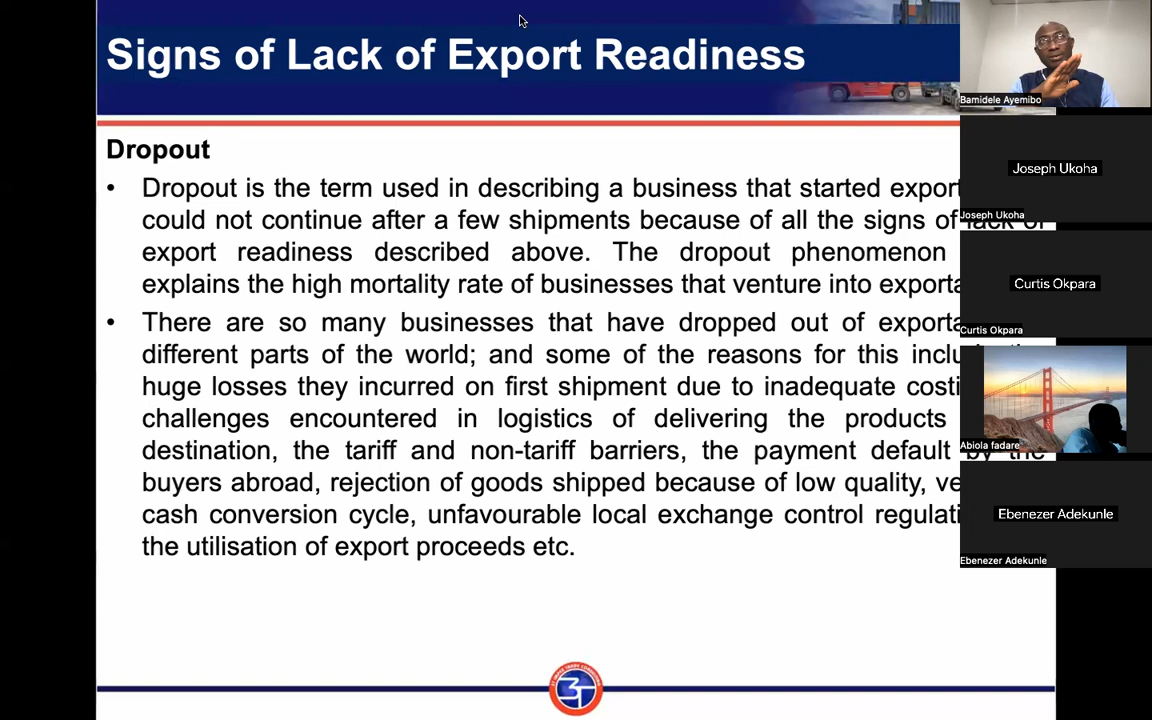 Signs of Lack of Export Readiness
Dropout
• Dropout is the term used in describing a business that started export
could not continue after a few shipments because of all the signs of lack of
export readiness described above. The dropout phenomenon
explains the high mortality rate of businesses that venture into exporta
• There are so many businesses that have dropped out of exporta
different parts of the world; and some of the reasons for this inclu
huge losses they incurred on first shipment due to inadequate costi
challenges encountered in logistics of delivering the products
destination, the tariff and non-tariff barriers, the payment default by the
buyers abroad, rejection of goods shipped because of low quality, ve
cash conversion cycle, unfavourable local exchange control regulati
the utilisation of export proceeds etc.
3T
Bamidele Ayemibo
Joseph Ukoha
Joseph Ukoha
Curtis Okpara
Curtis Okpara
Abiola fadare
Ebenezer Adekunle
Ebenezer Adekunle